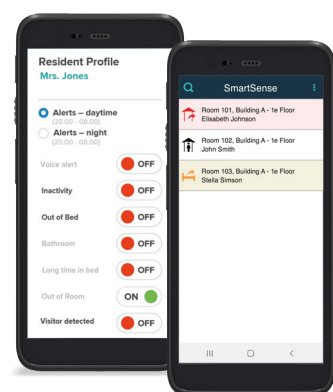 Resident Profile
Mrs. Jones
Alerts – daytime
(20.00 - 08.00)
Alerts – night
(20.00 - 08.00)
Voice alert OFF
Inactivity OFF
Out of Bed OFF
Bathroom OFF
Long time in bed OFF
Out of Room ON
Visitor detected OFF
SmartSense
Room 101, Building A - 1e Floor
Elisabeth Johnson
Room 102, Building A - 1e Floor
John Smith
Room 103, Building A - 1e Floor
Stella Simson